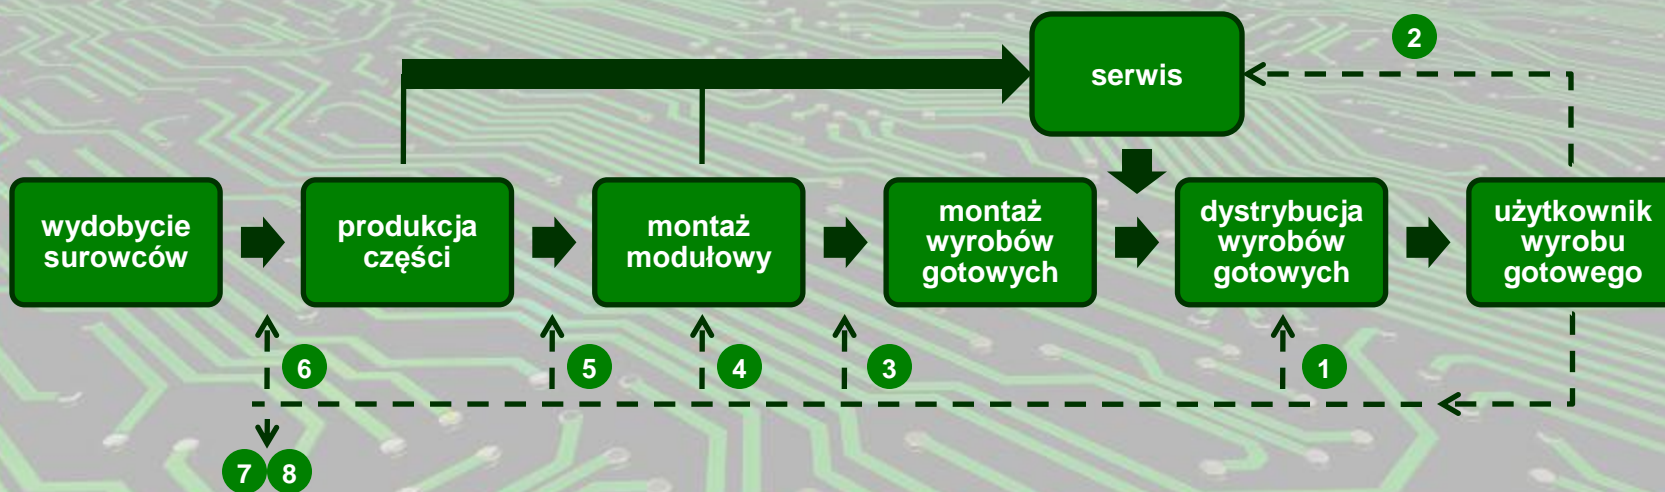 2
serwis
wydobycie
surowców
produkcja
części
montaż
modułowy
montaż
wyrobów
gotowych
dystrybucja
wyrobów
gotowych
użytkownik
wyrobu
gotowego
6
5
4
3
1
7
8